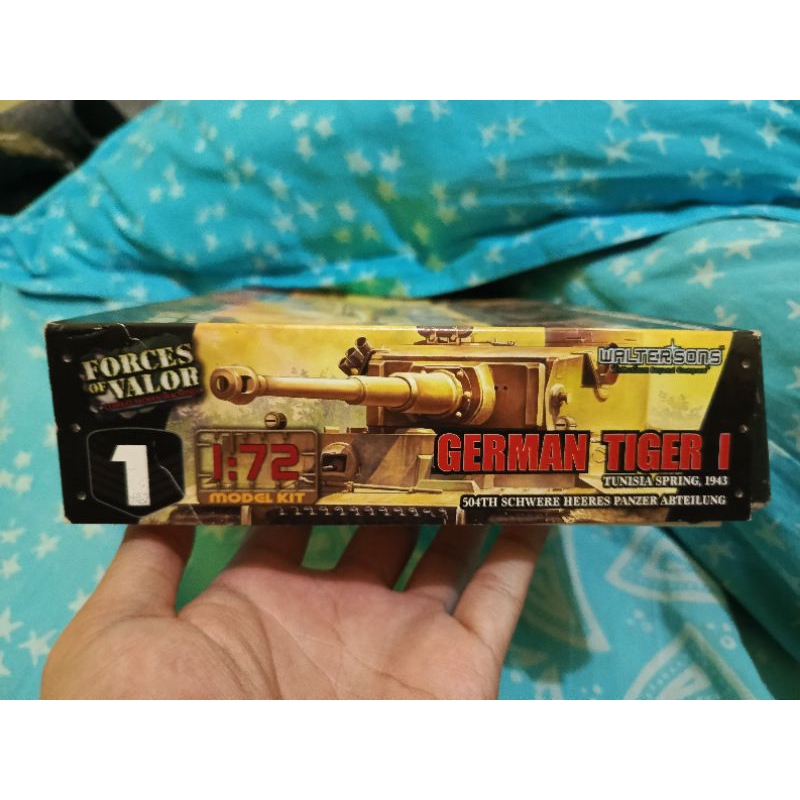 FORCES
OF VALOR
1
1:72
MODEL KIT
WALTERSONS
GERMAN TIGER I
TUNISIA SPRING, 1943
504TH SCHWERE HEERES PANZER ABTEILUNG